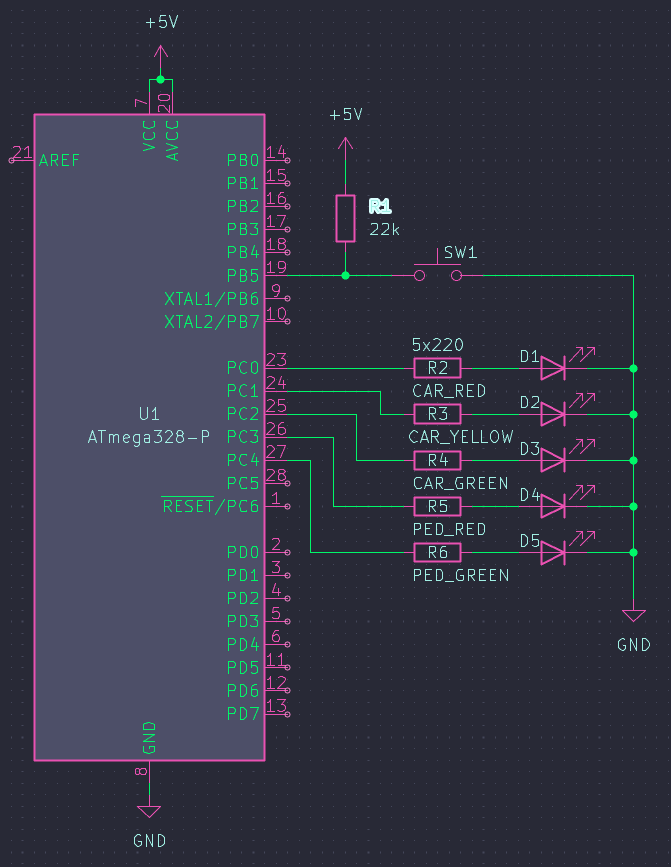 +5V
7
20
VCC
AVCC
21
AREF
PB0
14
PB1
15
PB2
16
PB3
17
PB4
18
PB5
19
XTAL1/PB6
9
XTAL2/PB7
10
PC0
23
PC1
24
PC2
25
PC3
26
PC4
27
PC5
28
RESET/PC6
1
U1
ATmega328-P
PD0
2
PD1
3
PD2
4
PD3
5
PD4
6
PD5
11
PD6
12
PD7
13
GND
8
GND
+5V
R1
22k
SW1
5x220
R2
D1
CAR_RED
R3
D2
CAR_YELLOW
R4
D3
CAR_GREEN
R5
D4
PED_RED
R6
D5
PED_GREEN
GND